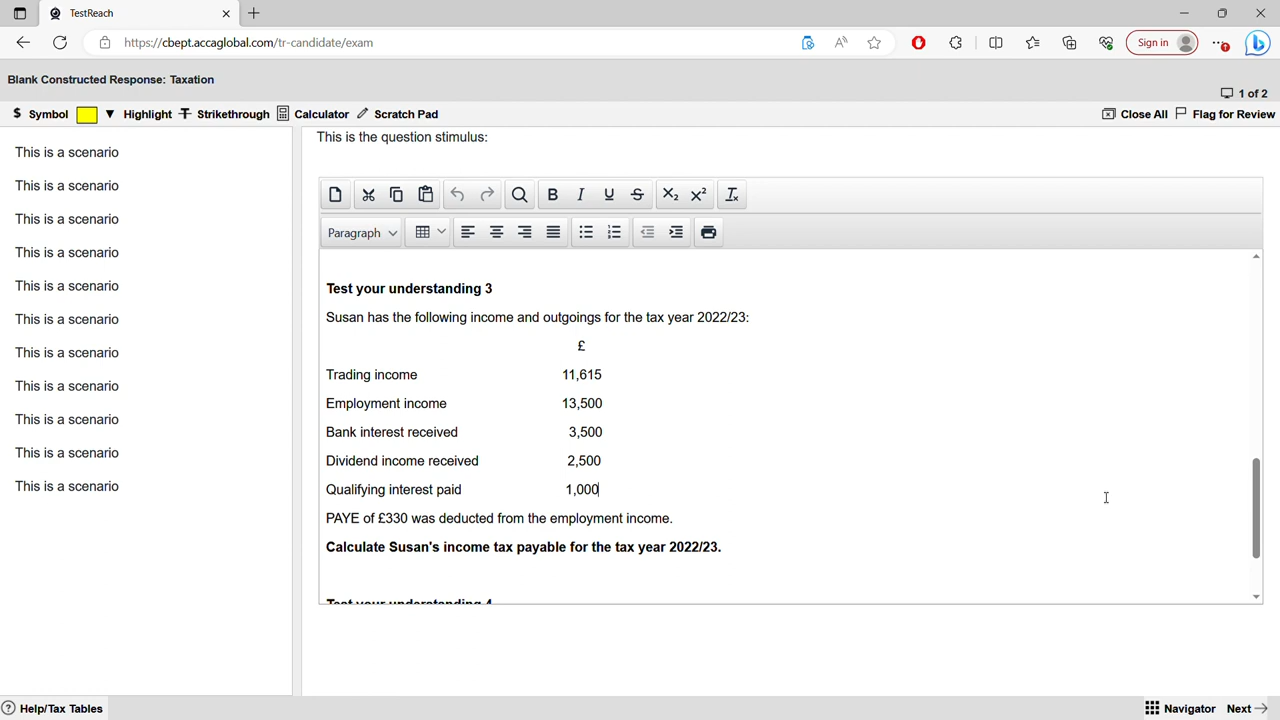 TestReach
https://cbept.accaglobal.com/tr-candidate/exam
Sign in
Blank Constructed Response: Taxation
1 of 2
$ Symbol Highlight Strikethrough Calculator Scratch Pad Close All Flag for Review
This is a scenario
This is a scenario
This is a scenario
This is a scenario
This is a scenario
This is a scenario
This is a scenario
This is a scenario
This is a scenario
This is a scenario
This is a scenario
This is the question stimulus:
Paragraph
Test your understanding 3
Susan has the following income and outgoings for the tax year 2022/23:
£
Trading income 11,615
Employment income 13,500
Bank interest received 3,500
Dividend income received 2,500
Qualifying interest paid 1,000
PAYE of £330 was deducted from the employment income.
Calculate Susan's income tax payable for the tax year 2022/23.
Test your understanding 4
Help/Tax Tables
Navigator Next